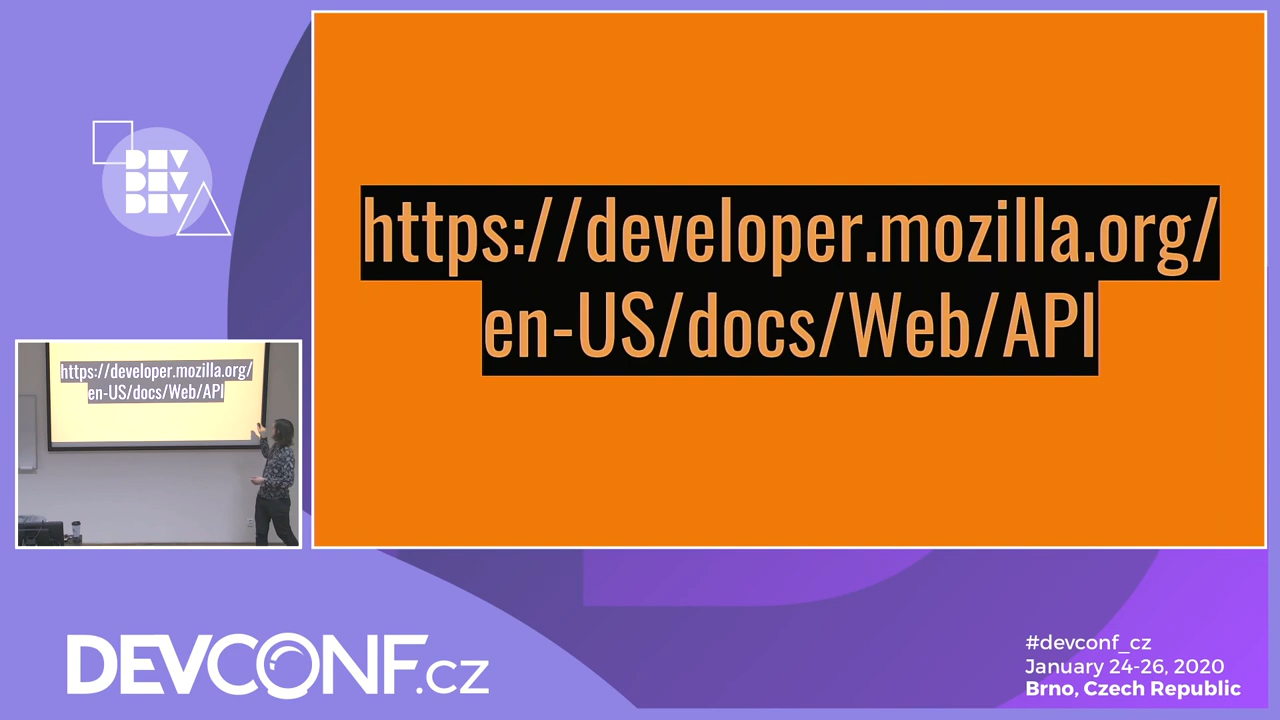 DEV
DEV
DEV
https://developer.mozilla.org/
en-US/docs/Web/API
https://developer.mozilla.org/
en-US/docs/Web/API
DEVCONF.cz
#devconf_cz
January 24-26, 2020
Brno, Czech Republic